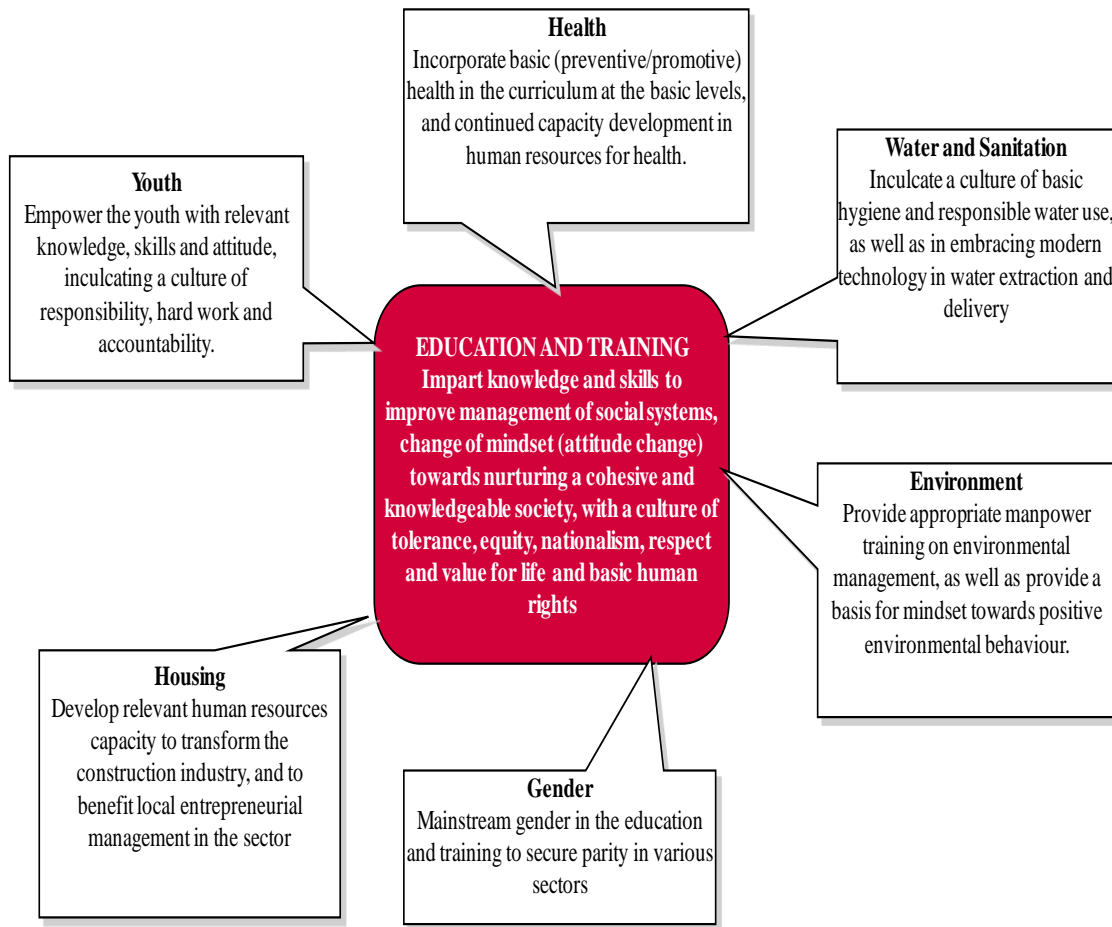 Health
Incorporate basic (preventive/promotive)
health in the curriculum at the basic levels,
and continued capacity development in
human resources for health.
Youth
Empower the youth with relevant
knowledge, skills and attitude,
inculcating a culture of
responsibility, hard work and
accountability.
Water and Sanitation
Inculcate a culture of basic
hygiene and responsible water use,
as well as in embracing modern
technology in water extraction and
delivery
EDUCATION AND TRAINING
Impart knowledge and skills to
improve management of social systems,
change of mindset (attitude change)
towards nurturing a cohesive and
knowledgeable society, with a culture of
tolerance, equity, nationalism, respect
and value for life and basic human
rights
Environment
Provide appropriate manpower
training on environmental
management, as well as provide a
basis for mindset towards positive
environmental behaviour.
Housing
Develop relevant human resources
capacity to transform the
construction industry, and to
benefit local entrepreneurial
management in the sector
Gender
Mainstream gender in the education
and training to secure parity in various
sectors